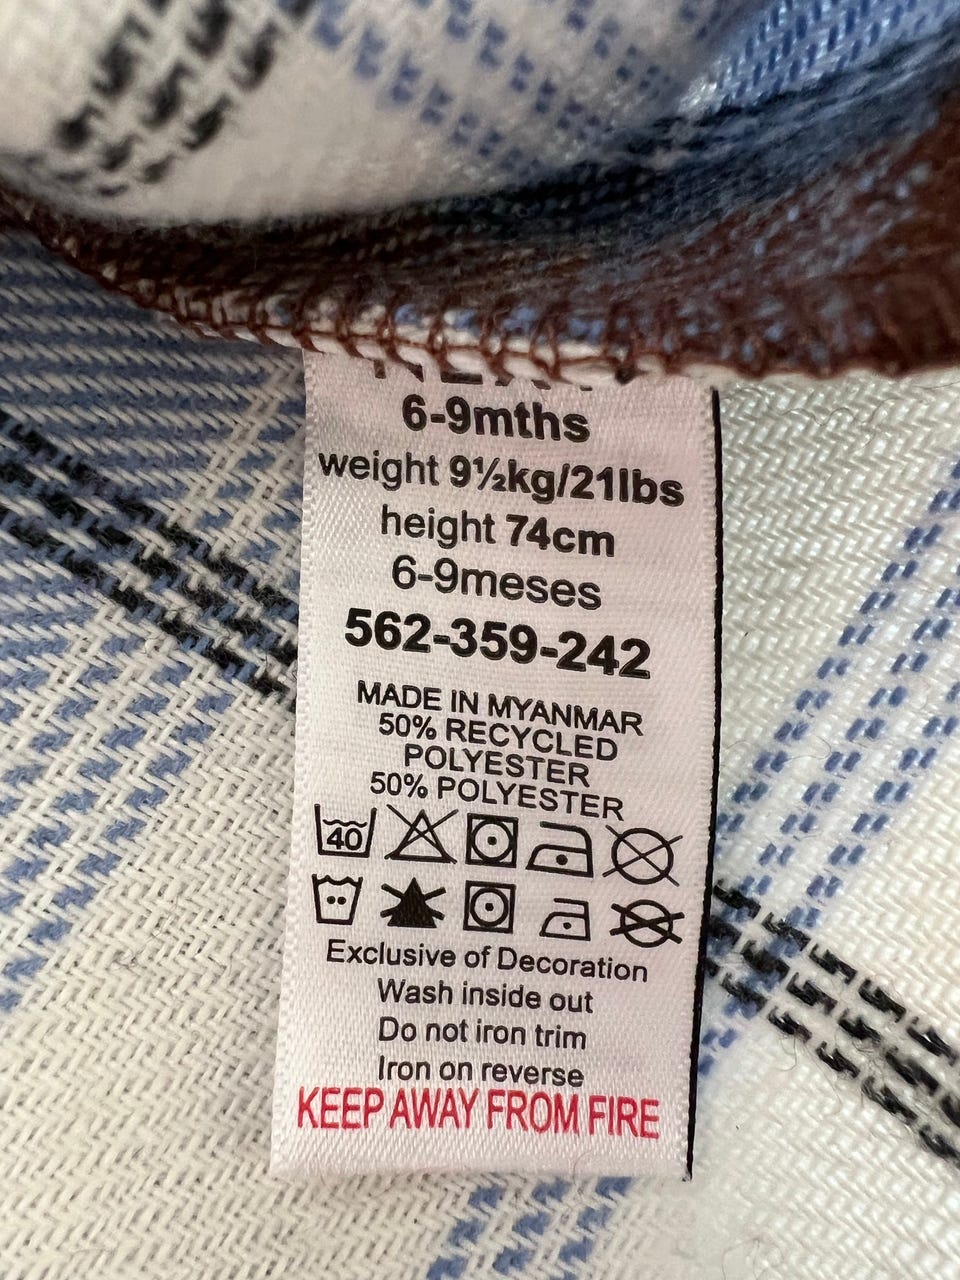 6-9mths
weight 9½kg/21lbs
height 74cm
6-9meses
562-359-242
MADE IN MYANMAR
50% RECYCLED
POLYESTER
50% POLYESTER
40
Exclusive of Decoration
Wash inside out
Do not iron trim
Iron on reverse
KEEP AWAY FROM FIRE